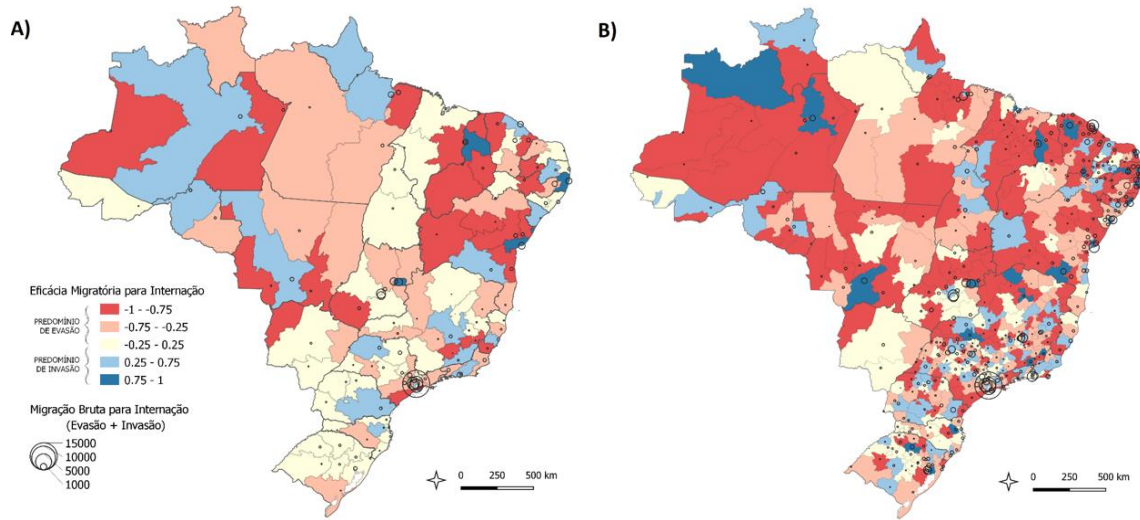 A)
B)
Eficácia Migratória para Internação
-1 - -0.75
PREDOMÍNIO
DE EVASÃO
-0.75 - -0.25
-0.25 - 0.25
PREDOMÍNIO
DE INVASÃO
0.25 - 0.75
0.75 - 1
Migração Bruta para Internação
(Evasão + Invasão)
15000
10000
5000
1000
0 250 500 km
0 250 500 km